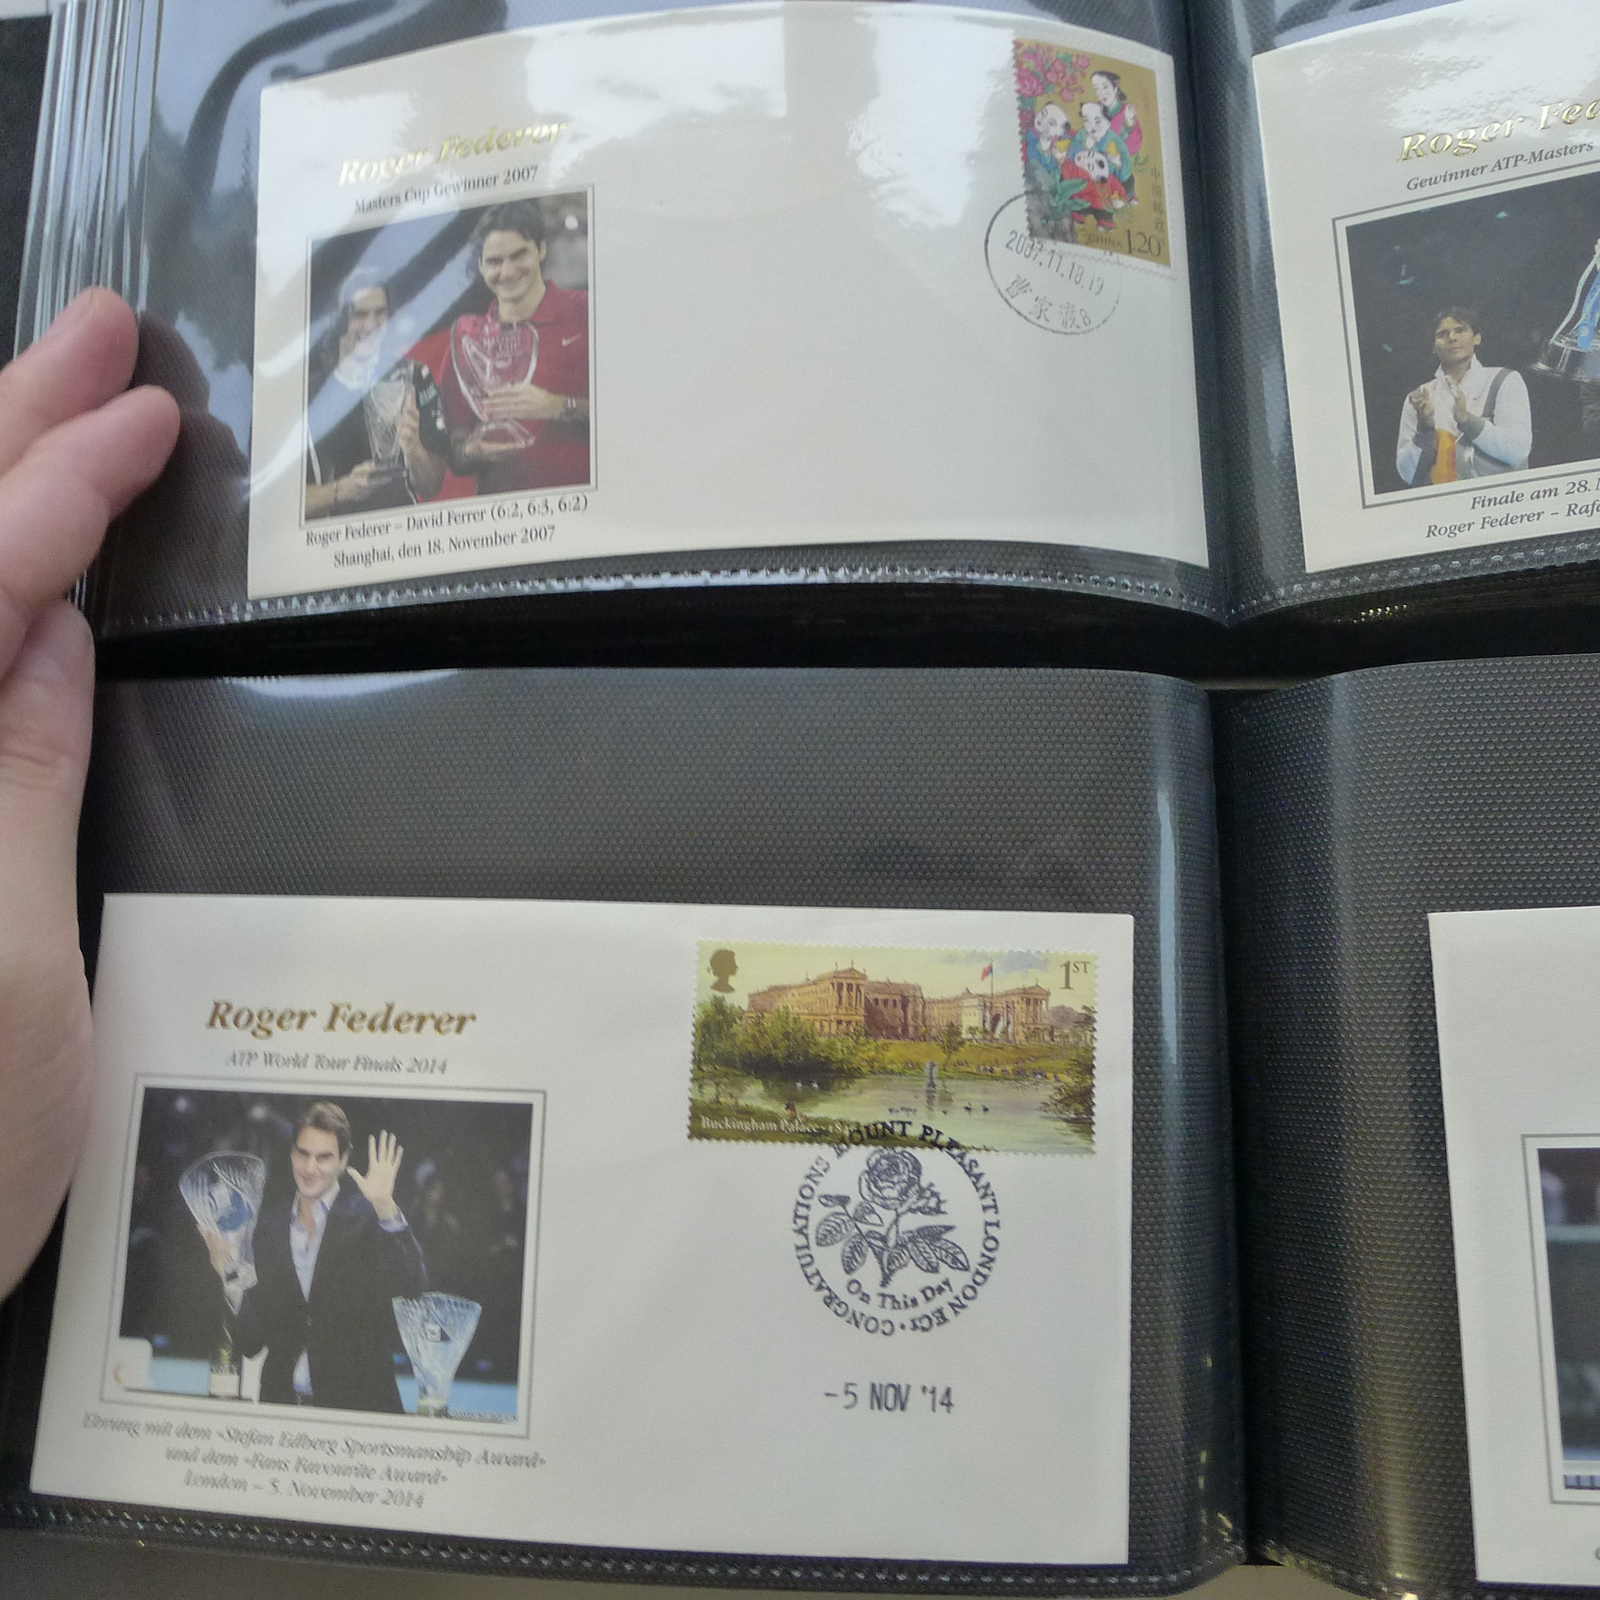 Roger Federer
Masters Cup Gewinner 2007
Roger Federer – David Ferrer (6:2, 6:3, 6:2)
Shanghai, den 18. November 2007
中国邮政
1.20
2007.11.18.19
Roger Fed
Gewinner ATP-Masters
Finale am 28.
Roger Federer – Rafa
Roger Federer
ATP World Tour Finals 2014
Ehrung mit dem «Stefan Edberg Sportsmanship Award»
und dem «Fans Favourite Award»
London – 5. November 2014
1ST
Buckingham Palace
CONGRATULATIONS MOUNT PLEASANT LONDON EC1
On This Day
-5 NOV '14